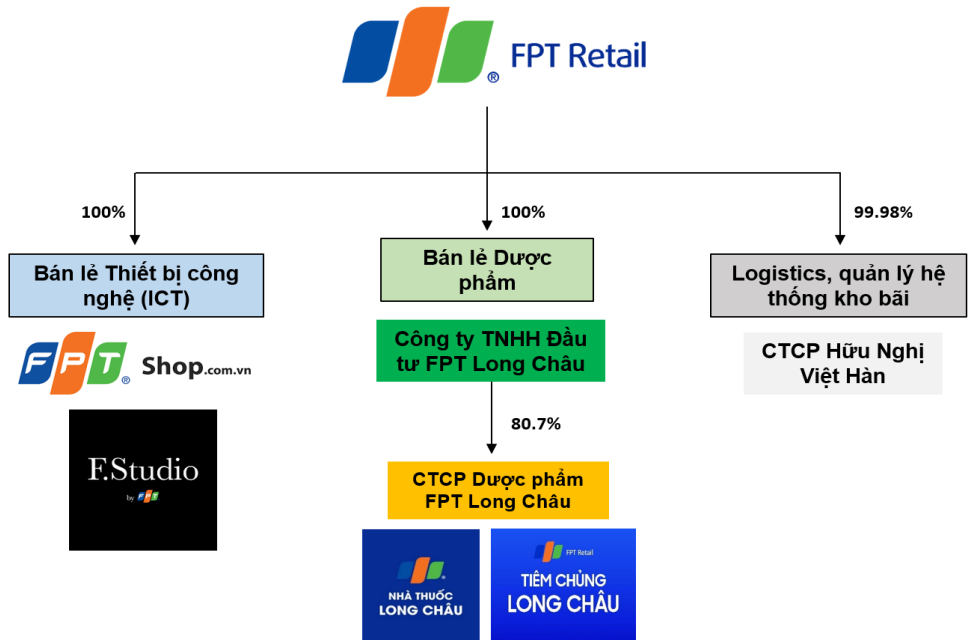 FPT Retail
®
100%
100%
99.98%
Bán lẻ Thiết bị công
nghệ (ICT)
Bán lẻ Dược
phẩm
Logistics, quản lý hệ
thống kho bãi
FPT® Shop.com.vn
Công ty TNHH Đầu
tư FPT Long Châu
CTCP Hữu Nghị
Việt Hàn
F.Studio
by FPT
80.7%
CTCP Dược phẩm
FPT Long Châu
NHÀ THUỐC
LONG CHÂU
FPT Retail
TIÊM CHỦNG
LONG CHÂU